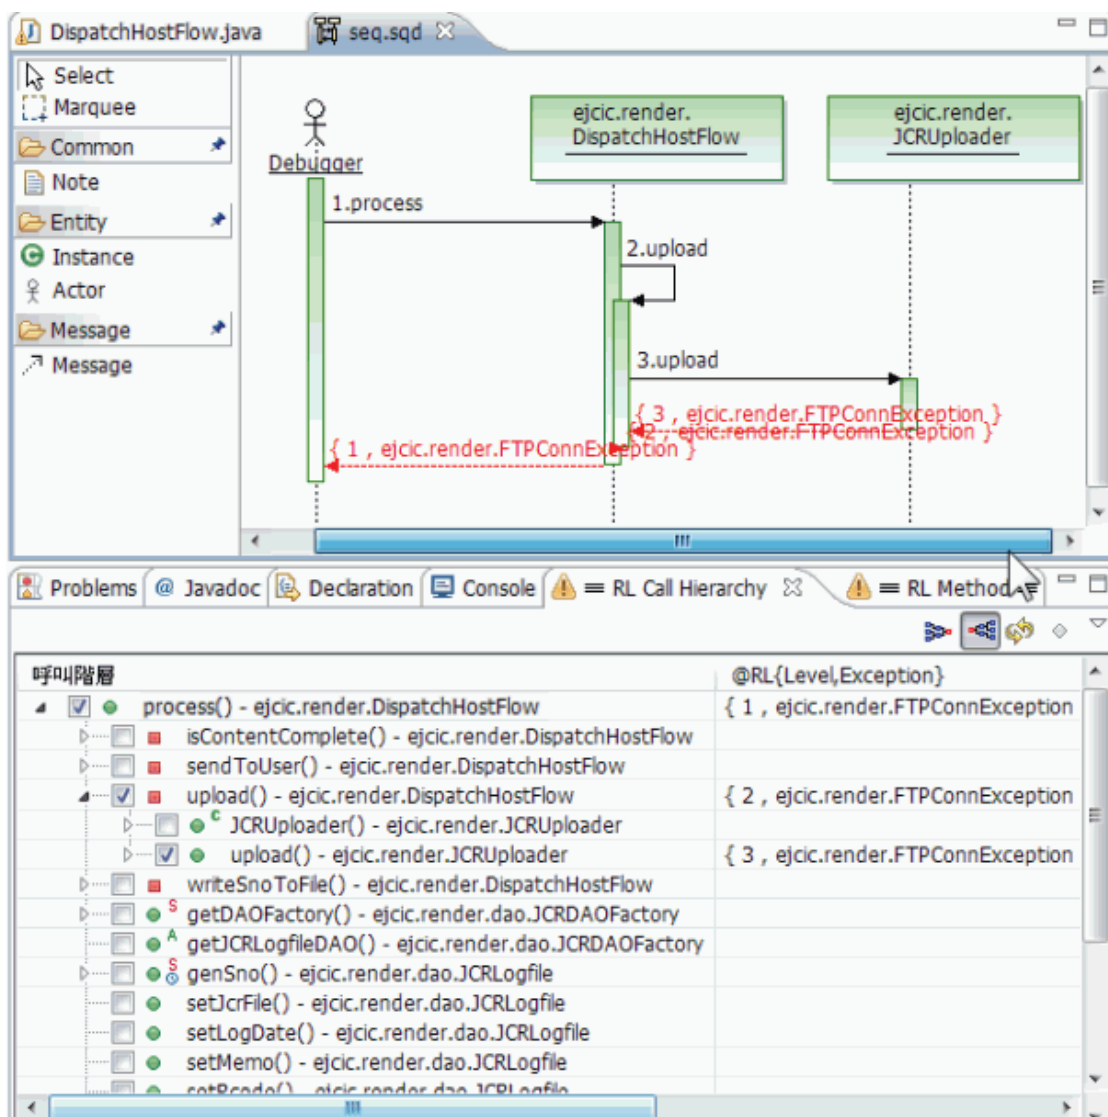 DispatchHostFlow.java
seq.sqd
Select
Marquee
Common
Note
Entity
Instance
Actor
Message
Message
Debugger
ejcic.render.
DispatchHostFlow
ejcic.render.
JCRUploader
1.process
2.upload
3.upload
{ 3 , ejcic.render.FTPConnException }
{ 2 , ejcic.render.FTPConnException }
{ 1 , ejcic.render.FTPConnException }
Problems @ Javadoc Declaration Console RL Call Hierarchy RL Method
呼叫階層 @RL{Level,Exception}
process() - ejcic.render.DispatchHostFlow { 1 , ejcic.render.FTPConnException
isContentComplete() - ejcic.render.DispatchHostFlow
sendToUser() - ejcic.render.DispatchHostFlow
upload() - ejcic.render.DispatchHostFlow { 2 , ejcic.render.FTPConnException
C JCRUploader() - ejcic.render.JCRUploader
upload() - ejcic.render.JCRUploader { 3 , ejcic.render.FTPConnException
writeSnoToFile() - ejcic.render.DispatchHostFlow
S getDAOFactory() - ejcic.render.dao.JCRDAOFactory
A getJCRLogfileDAO() - ejcic.render.dao.JCRDAOFactory
S genSno() - ejcic.render.dao.JCRLogfile
setJcrFile() - ejcic.render.dao.JCRLogfile
setLogDate() - ejcic.render.dao.JCRLogfile
setMemo() - ejcic.render.dao.JCRLogfile
setRcode() - ejcic.render.dao.JCRLogfile